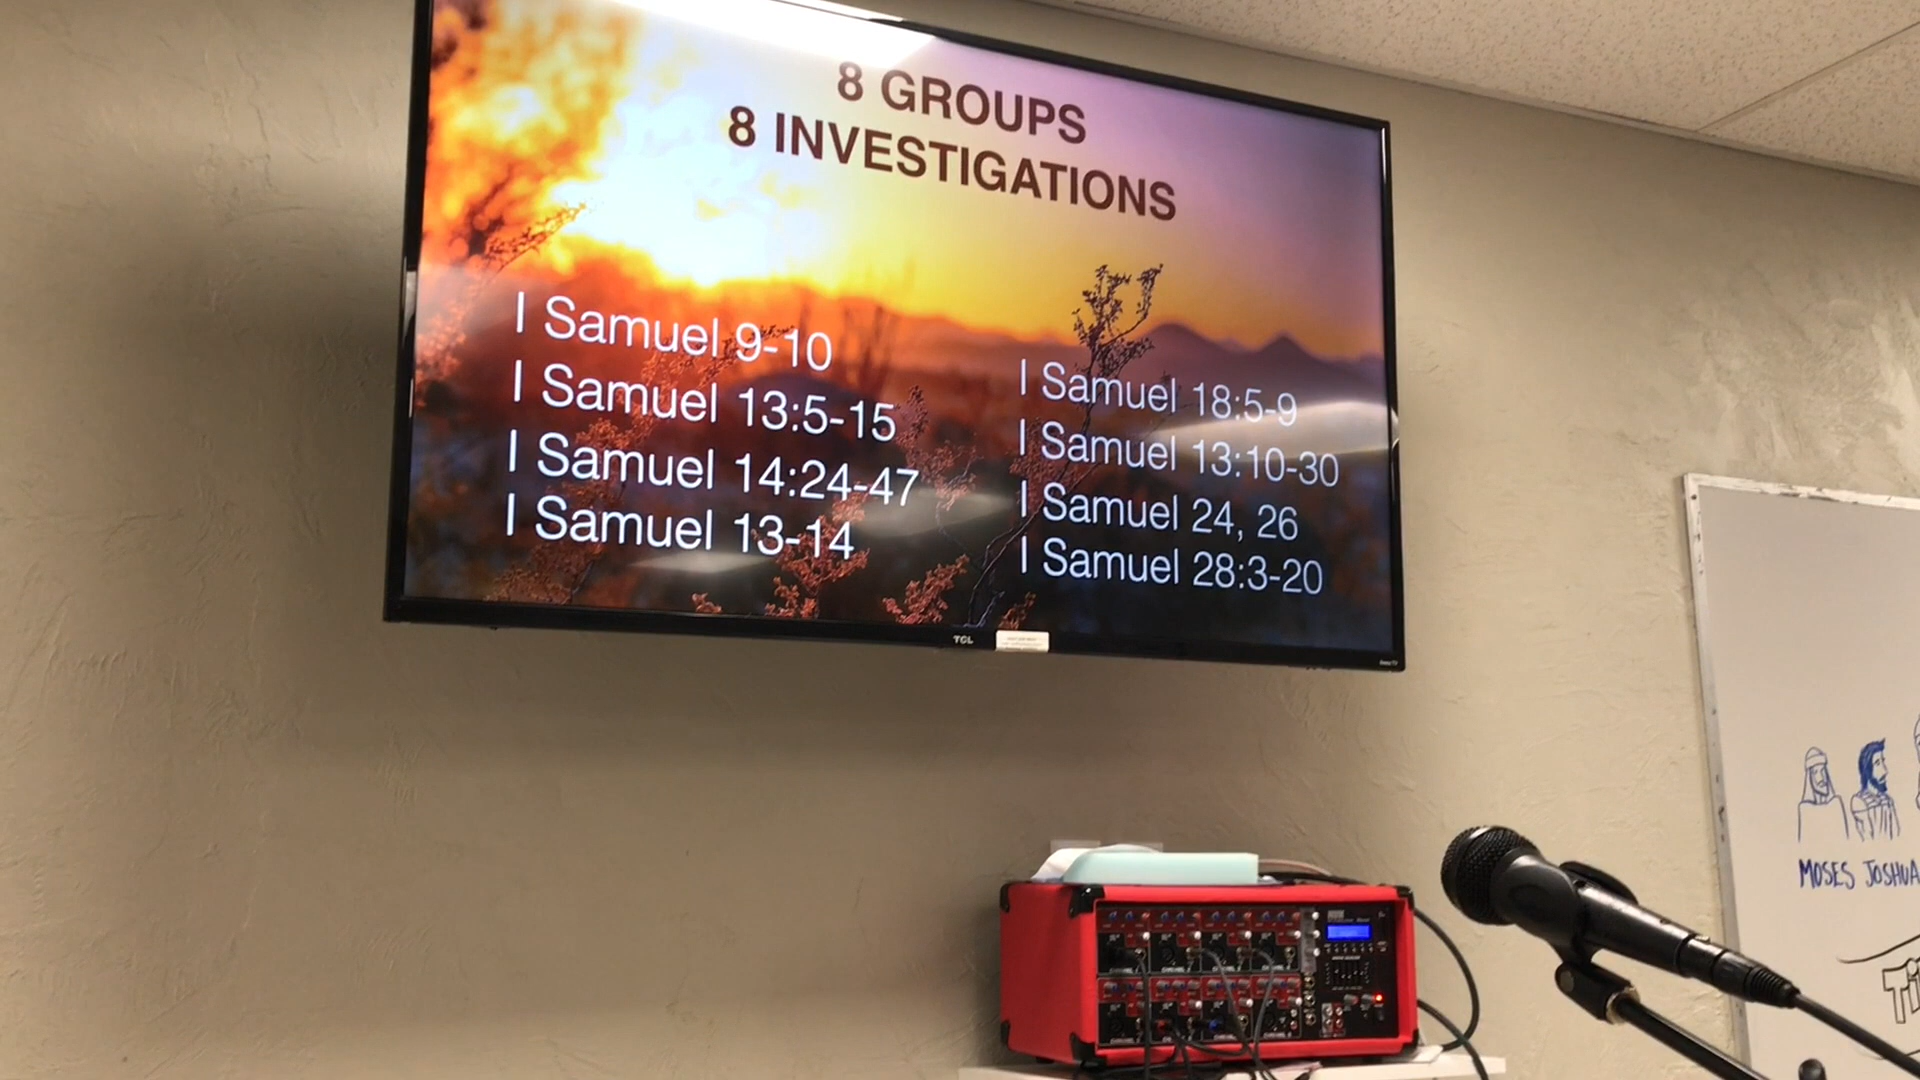 8 GROUPS
8 INVESTIGATIONS
I Samuel 9-10
I Samuel 13:5-15
I Samuel 14:24-47
I Samuel 13-14
I Samuel 18:5-9
I Samuel 13:10-30
I Samuel 24, 26
I Samuel 28:3-20
TCL
MOSES JOSHUA